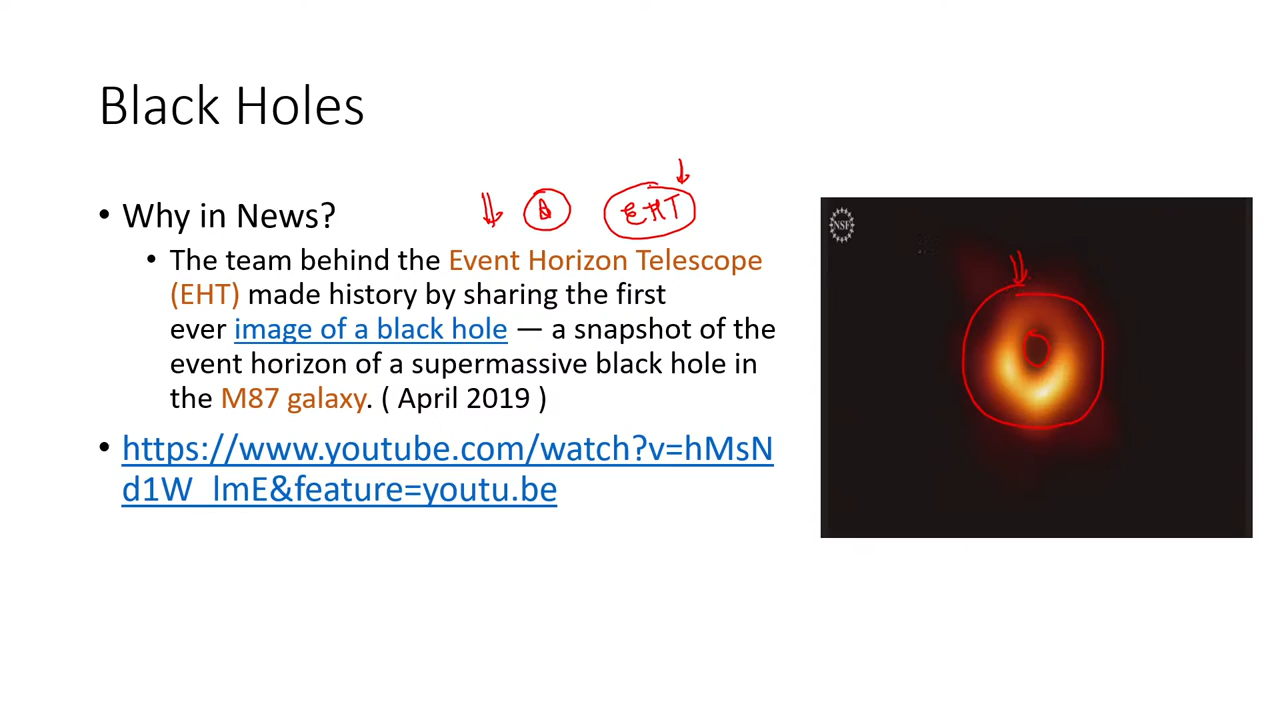 Black Holes
• Why in News?
EHT
• The team behind the Event Horizon Telescope
(EHT) made history by sharing the first
ever image of a black hole — a snapshot of the
event horizon of a supermassive black hole in
the M87 galaxy. ( April 2019 )
• https://www.youtube.com/watch?v=hMsN
d1W_lmE&feature=youtu.be
NSF